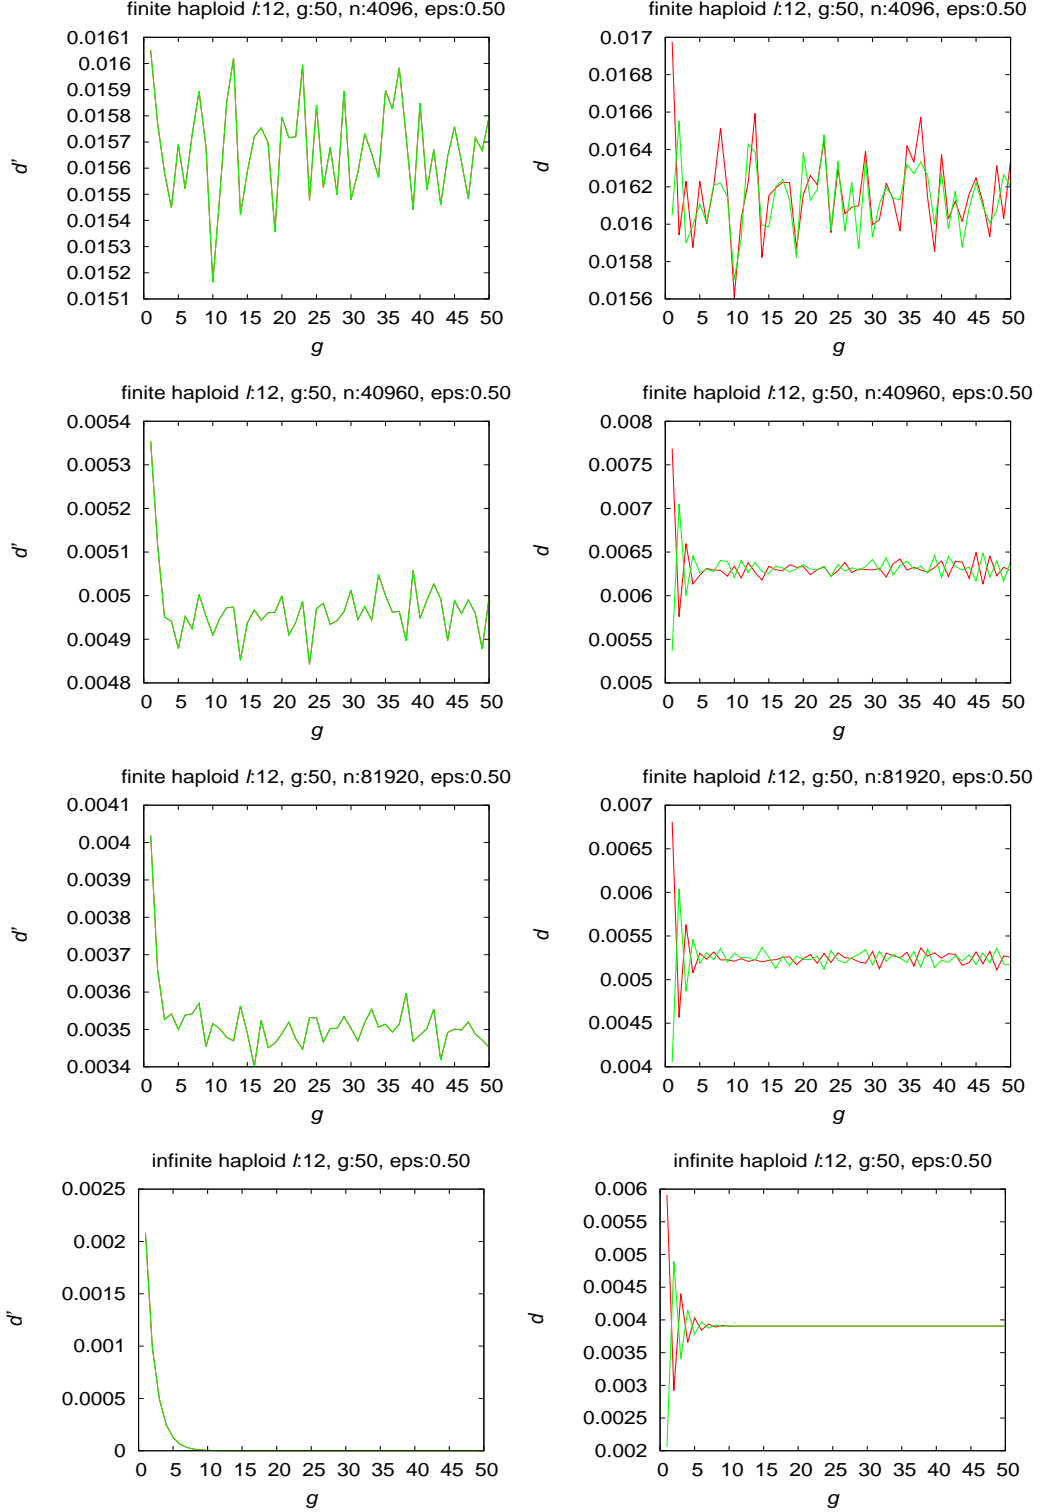 finite haploid l:12, g:50, n:4096, eps:0.50
0.0161
0.016
0.0159
0.0158
0.0157
0.0156
0.0155
0.0154
0.0153
0.0152
0.0151
d'
0 5 10 15 20 25 30 35 40 45 50
g
finite haploid l:12, g:50, n:4096, eps:0.50
0.017
0.0168
0.0166
0.0164
0.0162
0.016
0.0158
0.0156
d
0 5 10 15 20 25 30 35 40 45 50
g
finite haploid l:12, g:50, n:40960, eps:0.50
0.0054
0.0053
0.0052
0.0051
0.005
0.0049
0.0048
d'
0 5 10 15 20 25 30 35 40 45 50
g
finite haploid l:12, g:50, n:40960, eps:0.50
0.008
0.0075
0.007
0.0065
0.006
0.0055
0.005
d
0 5 10 15 20 25 30 35 40 45 50
g
finite haploid l:12, g:50, n:81920, eps:0.50
0.0041
0.004
0.0039
0.0038
0.0037
0.0036
0.0035
0.0034
d'
0 5 10 15 20 25 30 35 40 45 50
g
finite haploid l:12, g:50, n:81920, eps:0.50
0.007
0.0065
0.006
0.0055
0.005
0.0045
0.004
d
0 5 10 15 20 25 30 35 40 45 50
g
infinite haploid l:12, g:50, eps:0.50
0.0025
0.002
0.0015
0.001
0.0005
0
d'
0 5 10 15 20 25 30 35 40 45 50
g
infinite haploid l:12, g:50, eps:0.50
0.006
0.0055
0.005
0.0045
0.004
0.0035
0.003
0.0025
0.002
d
0 5 10 15 20 25 30 35 40 45 50
g